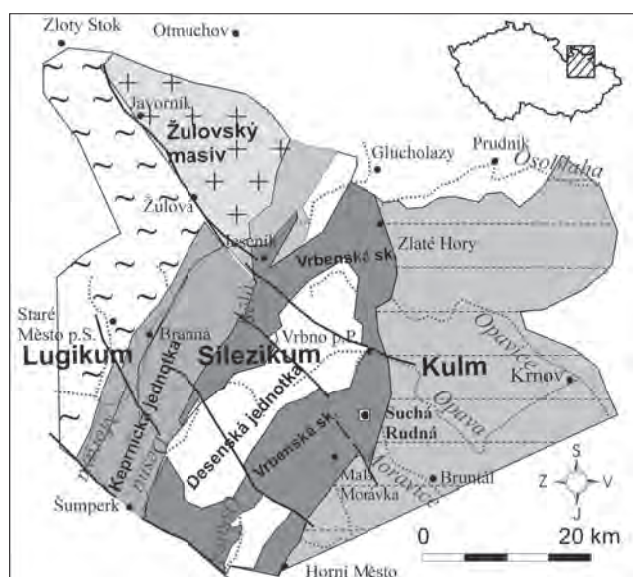 Zloty Stok
Otmuchov
Javorník
Žulovský
masiv
Glucholazy
Prudnik
Osoblaha
Žulová
Jeseník
Vrbenská sk.
Zlaté Hory
Staré
Město p.S.
Branná
Vrbno p.P.
Opavice
Lugikum
Silezikum
Kulm
Krnov
Keprnická jednotka
Desenská jednotka
Opava
Suchá
Rudná
Vrbenská sk.
Malá
Morávka
Moravice
Bruntál
Šumperk
Horní Město
S
Z
V
J
0
20 km